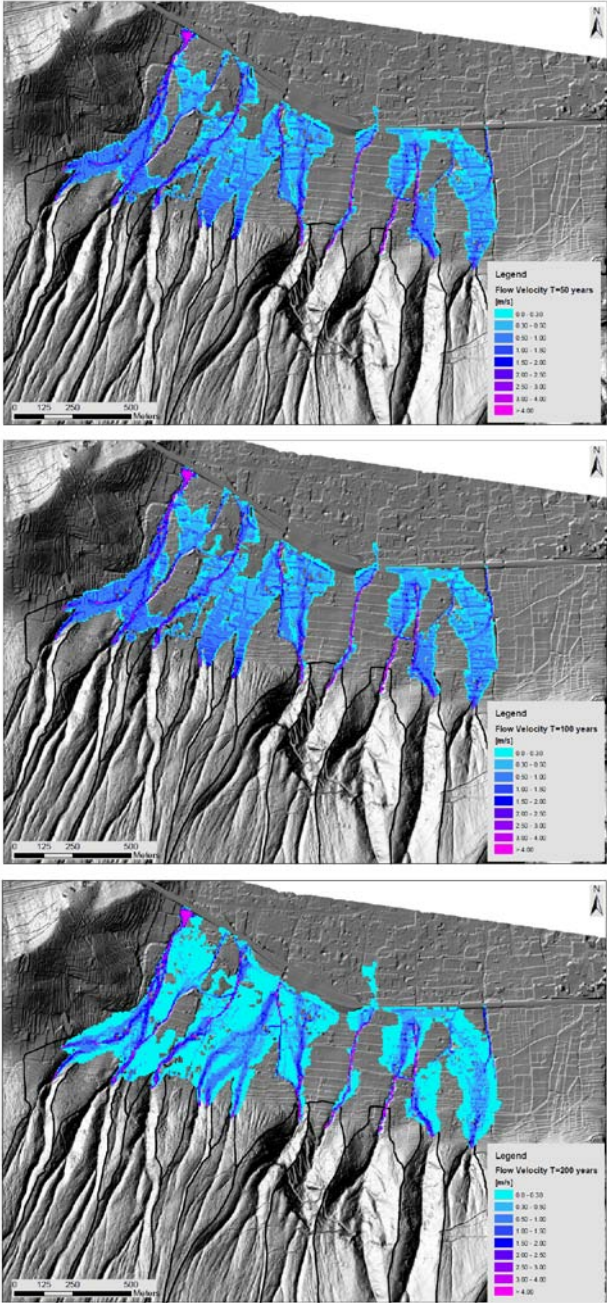 N
Legend
Flow Velocity T=50 years
[m/s]
0.0 - 0.30
0.30 - 0.50
0.50 - 1.00
1.00 - 1.50
1.50 - 2.00
2.00 - 2.50
2.50 - 3.00
3.00 - 4.00
> 4.00
0 125 250 500
Meters
N
Legend
Flow Velocity T=100 years
[m/s]
0.0 - 0.30
0.30 - 0.50
0.50 - 1.00
1.00 - 1.50
1.50 - 2.00
2.00 - 2.50
2.50 - 3.00
3.00 - 4.00
> 4.00
0 125 250 500
Meters
N
Legend
Flow Velocity T=200 years
[m/s]
0.0 - 0.30
0.30 - 0.50
0.50 - 1.00
1.00 - 1.50
1.50 - 2.00
2.00 - 2.50
2.50 - 3.00
3.00 - 4.00
> 4.00
0 125 250 500
Meters